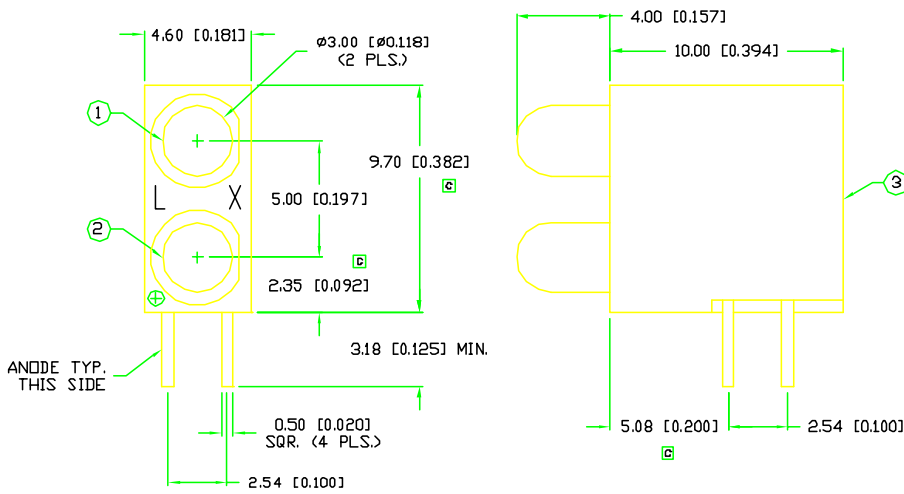 4.60 [0.181]
ø3.00 [ø0.118]
(2 PLS.)
4.00 [0.157]
10.00 [0.394]
1
9.70 [0.382]
C
L X
5.00 [0.197]
3
2
C
2.35 [0.092]
3.18 [0.125] MIN.
ANODE TYP.
THIS SIDE
0.50 [0.020]
SQR. (4 PLS.)
5.08 [0.200]
2.54 [0.100]
C
2.54 [0.100]